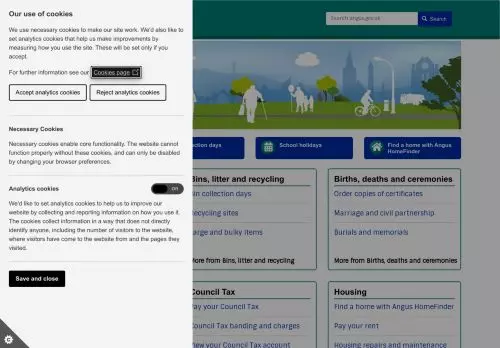 Our use of cookies
We use necessary cookies to make our site work. We'd also like to
set analytics cookies that help us make improvements by
measuring how you use the site. These will be set only if you
accept.
For further information see our Cookies page
Accept analytics cookies
Reject analytics cookies
Necessary Cookies
Necessary cookies enable core functionality. The website cannot
function properly without these cookies, and can only be disabled
by changing your browser preferences.
Analytics cookies
On
We'd like to set analytics cookies to help us to improve our
website by collecting and reporting information on how you use it.
The cookies collect information in a way that does not directly
identify anyone, including the number of visitors to the website,
where visitors have come to the website from and the pages they
visited.
Save and close
Search angus.gov.uk
Search
ction days
School holidays
Find a home with Angus
HomeFinder
Bins, litter and recycling
in collection days
Recycling sites
arge and bulky items
More from Bins, litter and recycling
Births, deaths and ceremonies
Order copies of certificates
Marriage and civil partnership
Burials and memorials
More from Births, deaths and ceremonies
Council Tax
Pay your Council Tax
Council Tax banding and charges
View your Council Tax account
Housing
Find a home with Angus HomeFinder
Pay your rent
Housing repairs and maintenance